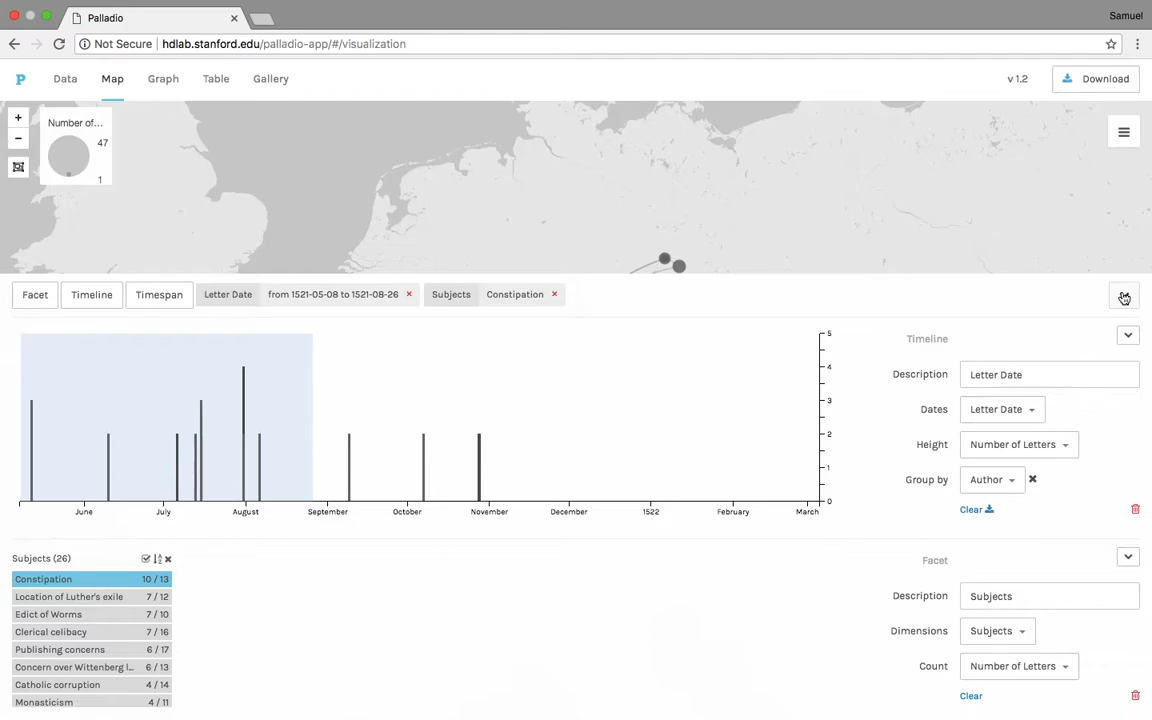 Palladio
Samuel
Not Secure hdlab.stanford.edu/palladio-app/#/visualization
P Data Map Graph Table Gallery v 1.2 Download
+
−
Number of...
47
1
Facet Timeline Timespan Letter Date from 1521-05-08 to 1521-08-26 × Subjects Constipation ×
Timeline
Description Letter Date
Dates Letter Date
Height Number of Letters
Group by Author
Clear
5
4
3
2
1
0
June July August September October November December 1522 February March
Subjects (26)
Constipation 10 / 13
Location of Luther's exile 7 / 12
Edict of Worms 7 / 10
Clerical celibacy 7 / 16
Publishing concerns 6 / 17
Concern over Wittenberg l... 6 / 13
Catholic corruption 4 / 14
Monasticism 4 / 11
Facet
Description Subjects
Dimensions Subjects
Count Number of Letters
Clear